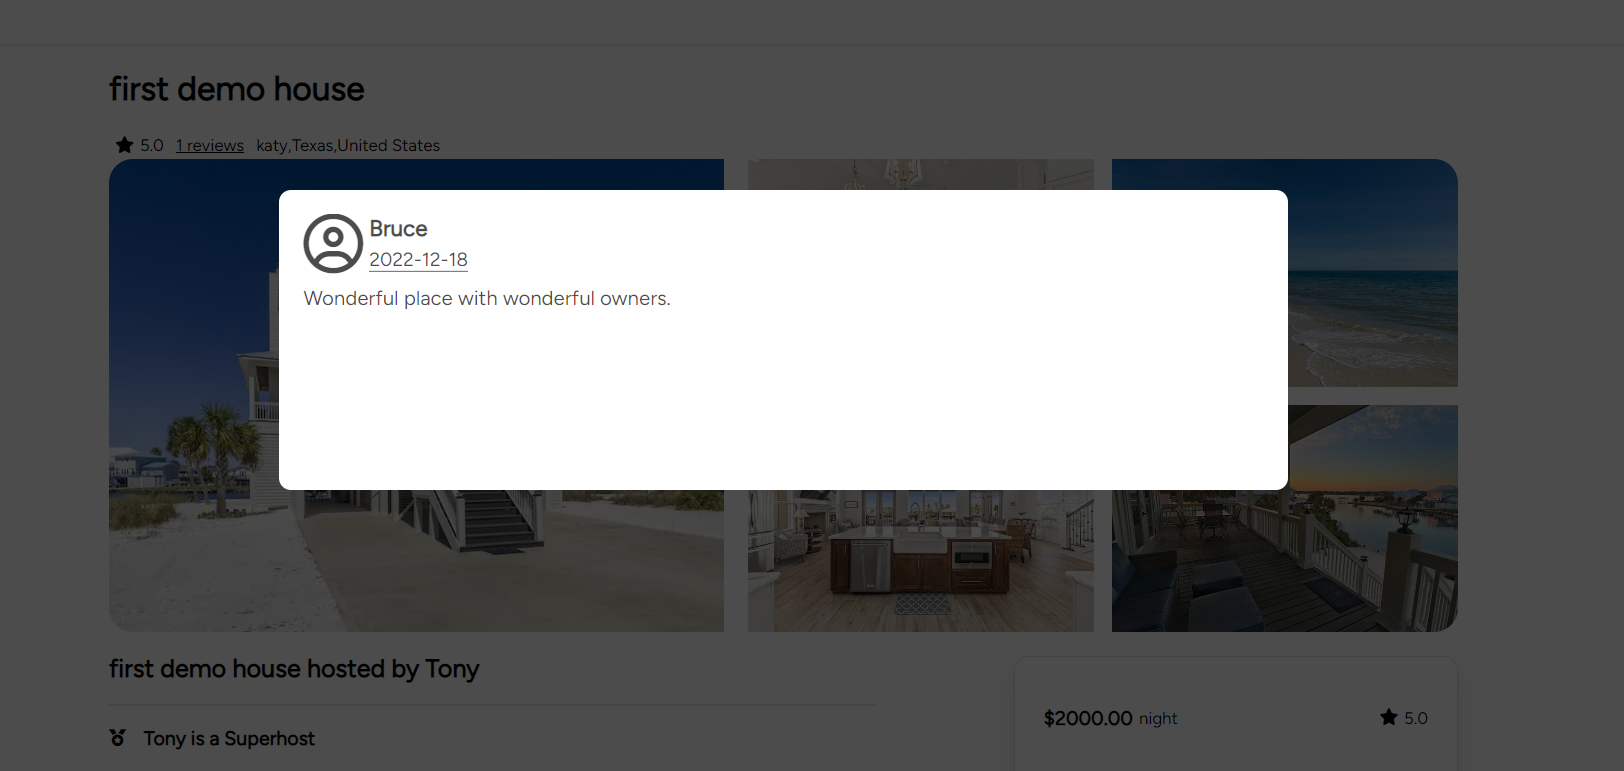 first demo house
5.0 1 reviews katy,Texas,United States
Bruce
2022-12-18
Wonderful place with wonderful owners.
first demo house hosted by Tony
$2000.00 night 5.0
Tony is a Superhost